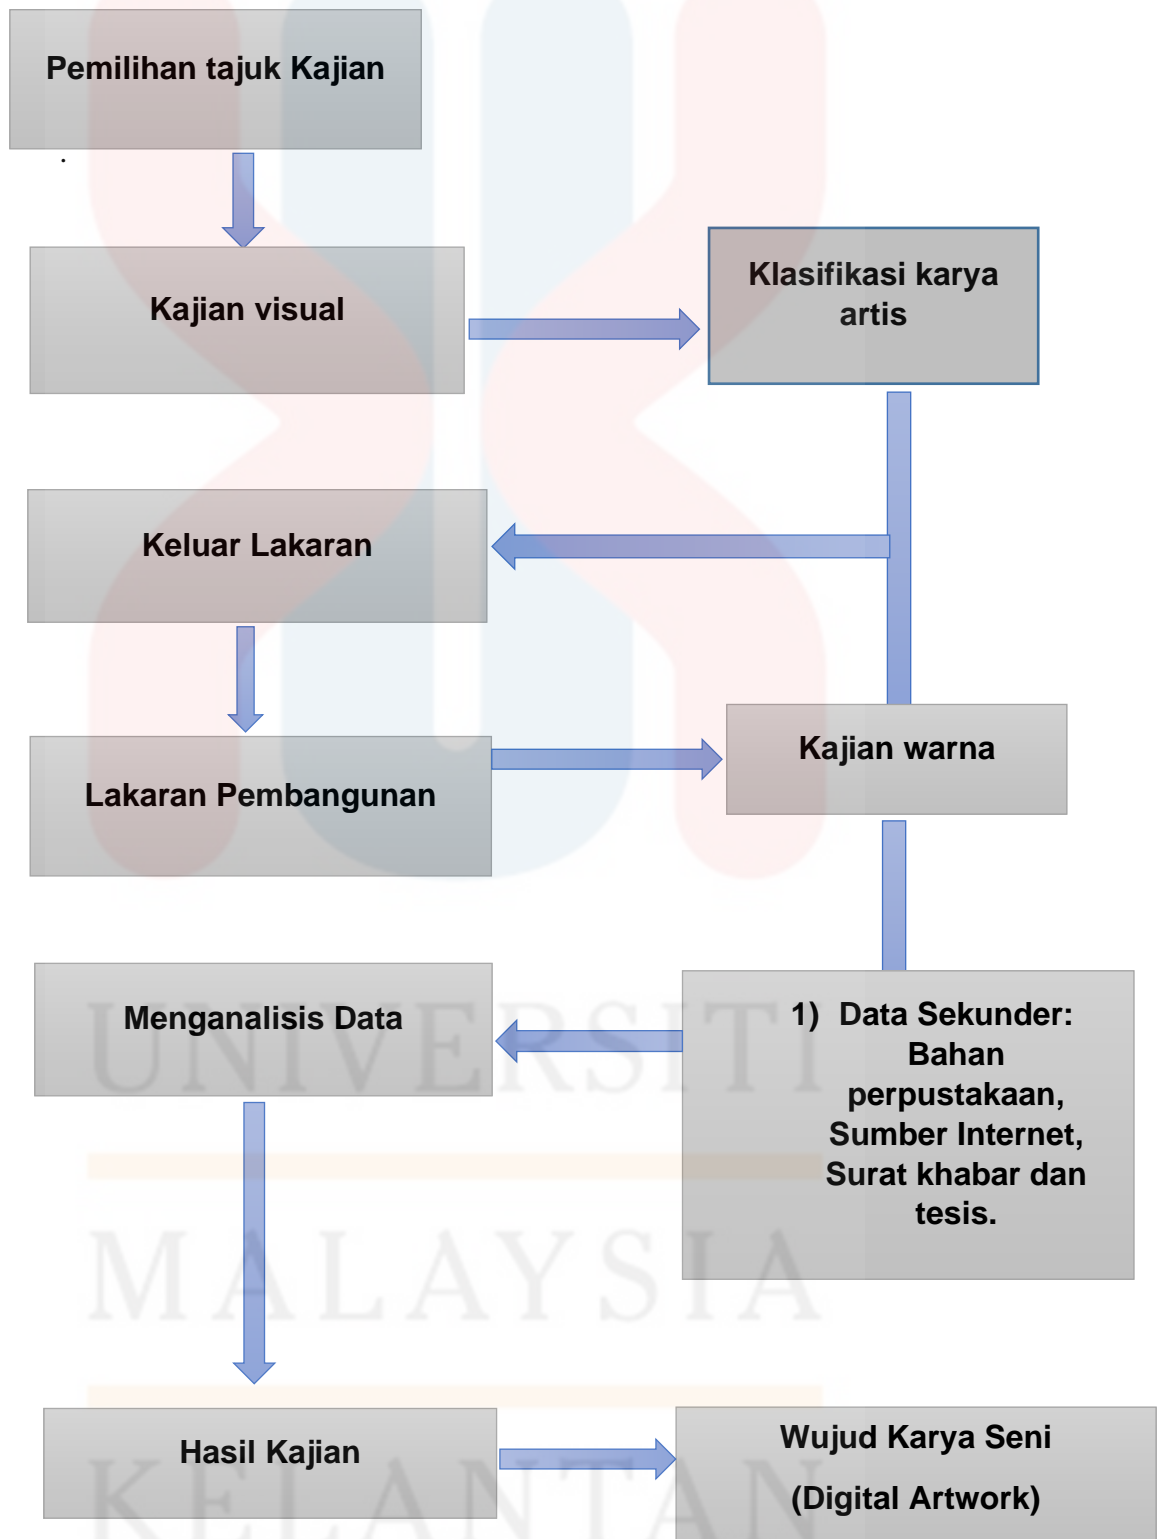 Pemilihan tajuk Kajian
.
Kajian visual
Klasifikasi karya
artis
Keluar Lakaran
Lakaran Pembangunan
Kajian warna
Menganalisis Data
1) Data Sekunder:
Bahan
perpustakaan,
Sumber Internet,
Surat khabar dan
tesis.
Hasil Kajian
Wujud Karya Seni
(Digital Artwork)
UNIVERSITI
MALAYSIA
KELANTAN